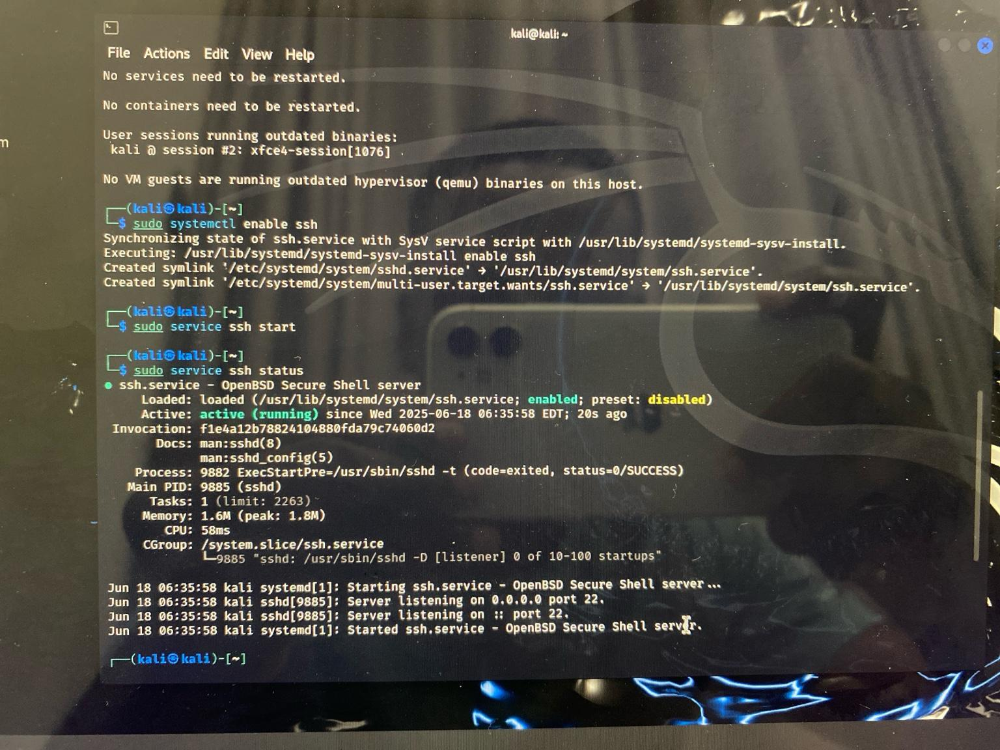 kali@kali: ~
File Actions Edit View Help
m
No services need to be restarted.
No containers need to be restarted.
User sessions running outdated binaries:
kali @ session #2: xfce4-session[1076]
No VM guests are running outdated hypervisor (qemu) binaries on this host.
┌──(kali㉿kali)-[~]
└─$ sudo systemctl enable ssh
Synchronizing state of ssh.service with SysV service script with /usr/lib/systemd/systemd-sysv-install.
Executing: /usr/lib/systemd/systemd-sysv-install enable ssh
Created symlink '/etc/systemd/system/sshd.service' → '/usr/lib/systemd/system/ssh.service'.
Created symlink '/etc/systemd/system/multi-user.target.wants/ssh.service' → '/usr/lib/systemd/system/ssh.service'.
┌──(kali㉿kali)-[~]
└─$ sudo service ssh start
┌──(kali㉿kali)-[~]
└─$ sudo service ssh status
● ssh.service - OpenBSD Secure Shell server
Loaded: loaded (/usr/lib/systemd/system/ssh.service; enabled; preset: disabled)
Active: active (running) since Wed 2025-06-18 06:35:58 EDT; 20s ago
Invocation: f1e4a12b78824104880fda79c74060d2
Docs: man:sshd(8)
man:sshd_config(5)
Process: 9882 ExecStartPre=/usr/sbin/sshd -t (code=exited, status=0/SUCCESS)
Main PID: 9885 (sshd)
Tasks: 1 (limit: 2263)
Memory: 1.6M (peak: 1.8M)
CPU: 58ms
CGroup: /system.slice/ssh.service
└─9885 "sshd: /usr/sbin/sshd -D [listener] 0 of 10-100 startups"
Jun 18 06:35:58 kali systemd[1]: Starting ssh.service - OpenBSD Secure Shell server...
Jun 18 06:35:58 kali sshd[9885]: Server listening on 0.0.0.0 port 22.
Jun 18 06:35:58 kali sshd[9885]: Server listening on :: port 22.
Jun 18 06:35:58 kali systemd[1]: Started ssh.service - OpenBSD Secure Shell server.
┌──(kali㉿kali)-[~]